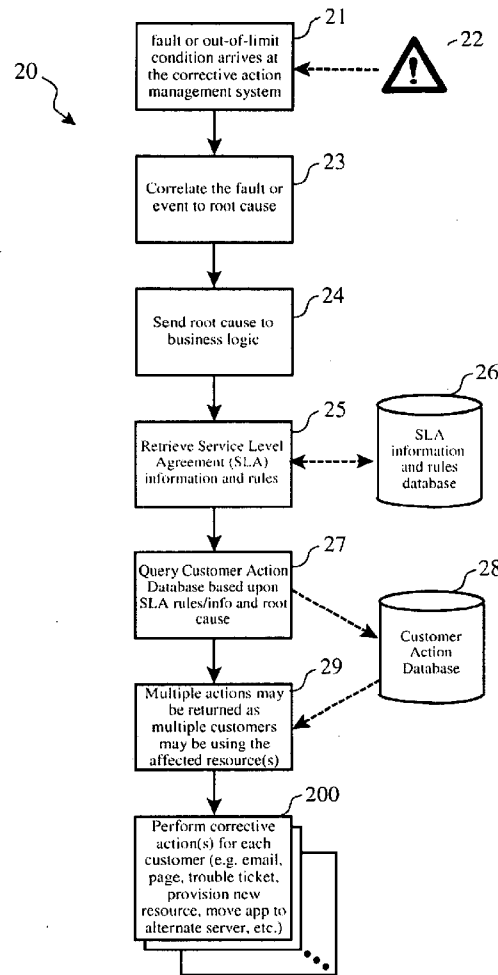 20
21
fault or out-of-limit
condition arrives at
the corrective action
management system
22
!
23
Correlate the fault or
event to root cause
24
Send root cause to
business logic
25
Retrieve Service Level
Agreement (SLA)
information and rules
26
SLA
information
and rules
database
27
Query Customer Action
Database based upon
SLA rules/info and root
cause
28
Customer
Action
Database
29
Multiple actions may
be returned as
multiple customers
may be using the
affected resource(s)
200
Perform corrective
action(s) for each
customer (e.g. email,
page, trouble ticket,
provision new
resource, move app to
alternate server, etc.)